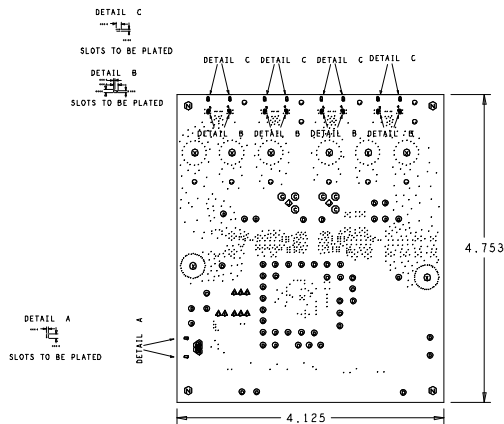 DETAIL C
SLOTS TO BE PLATED
DETAIL B
SLOTS TO BE PLATED
DETAIL C DETAIL C DETAIL C DETAIL C
DETAIL B DETAIL B DETAIL B DETAIL B
4.753
DETAIL A
SLOTS TO BE PLATED
DETAIL A
4.125